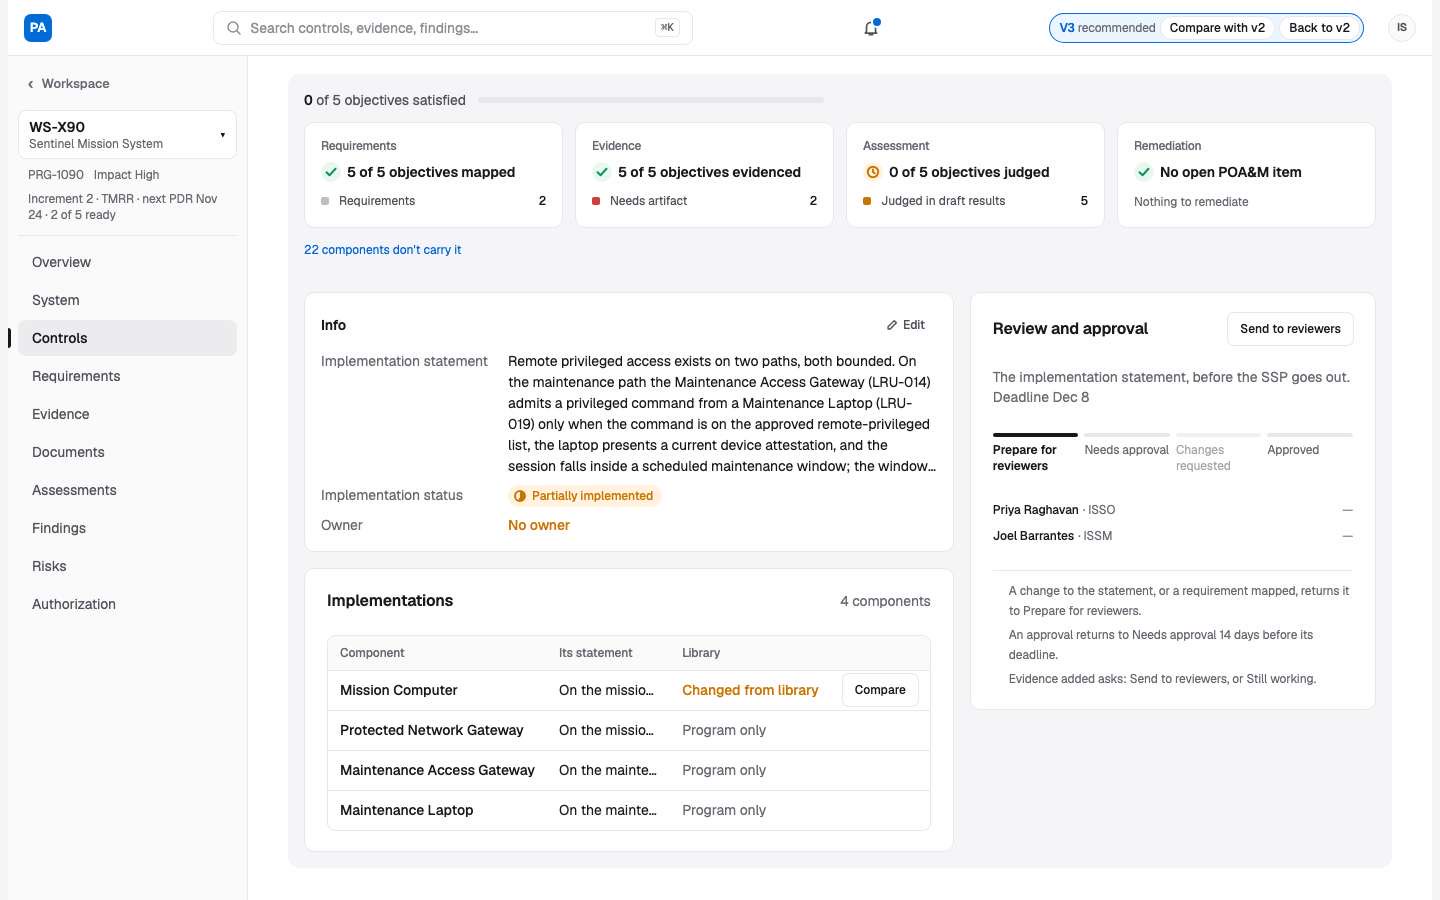 PA
Search controls, evidence, findings...
⌘K
V3 recommended
Compare with v2
Back to v2
IS
‹ Workspace
WS-X90
Sentinel Mission System
PRG-1090 Impact High
Increment 2 · TMRR · next PDR Nov
24 · 2 of 5 ready
Overview
System
Controls
Requirements
Evidence
Documents
Assessments
Findings
Risks
Authorization
0 of 5 objectives satisfied
Requirements
5 of 5 objectives mapped
Requirements 2
Evidence
5 of 5 objectives evidenced
Needs artifact 2
Assessment
0 of 5 objectives judged
Judged in draft results 5
Remediation
No open POA&M item
Nothing to remediate
22 components don't carry it
Info
Edit
Implementation statement
Remote privileged access exists on two paths, both bounded. On
the maintenance path the Maintenance Access Gateway (LRU-014)
admits a privileged command from a Maintenance Laptop (LRU-
019) only when the command is on the approved remote-privileged
list, the laptop presents a current device attestation, and the
session falls inside a scheduled maintenance window; the window...
Implementation status
Partially implemented
Owner
No owner
Implementations
4 components
Component Its statement Library
Mission Computer On the missio... Changed from library Compare
Protected Network Gateway On the missio... Program only
Maintenance Access Gateway On the mainte... Program only
Maintenance Laptop On the mainte... Program only
Review and approval
Send to reviewers
The implementation statement, before the SSP goes out.
Deadline Dec 8
Prepare for
reviewers
Needs approval
Changes
requested
Approved
Priya Raghavan · ISSO —
Joel Barrantes · ISSM —
A change to the statement, or a requirement mapped, returns it
to Prepare for reviewers.
An approval returns to Needs approval 14 days before its
deadline.
Evidence added asks: Send to reviewers, or Still working.